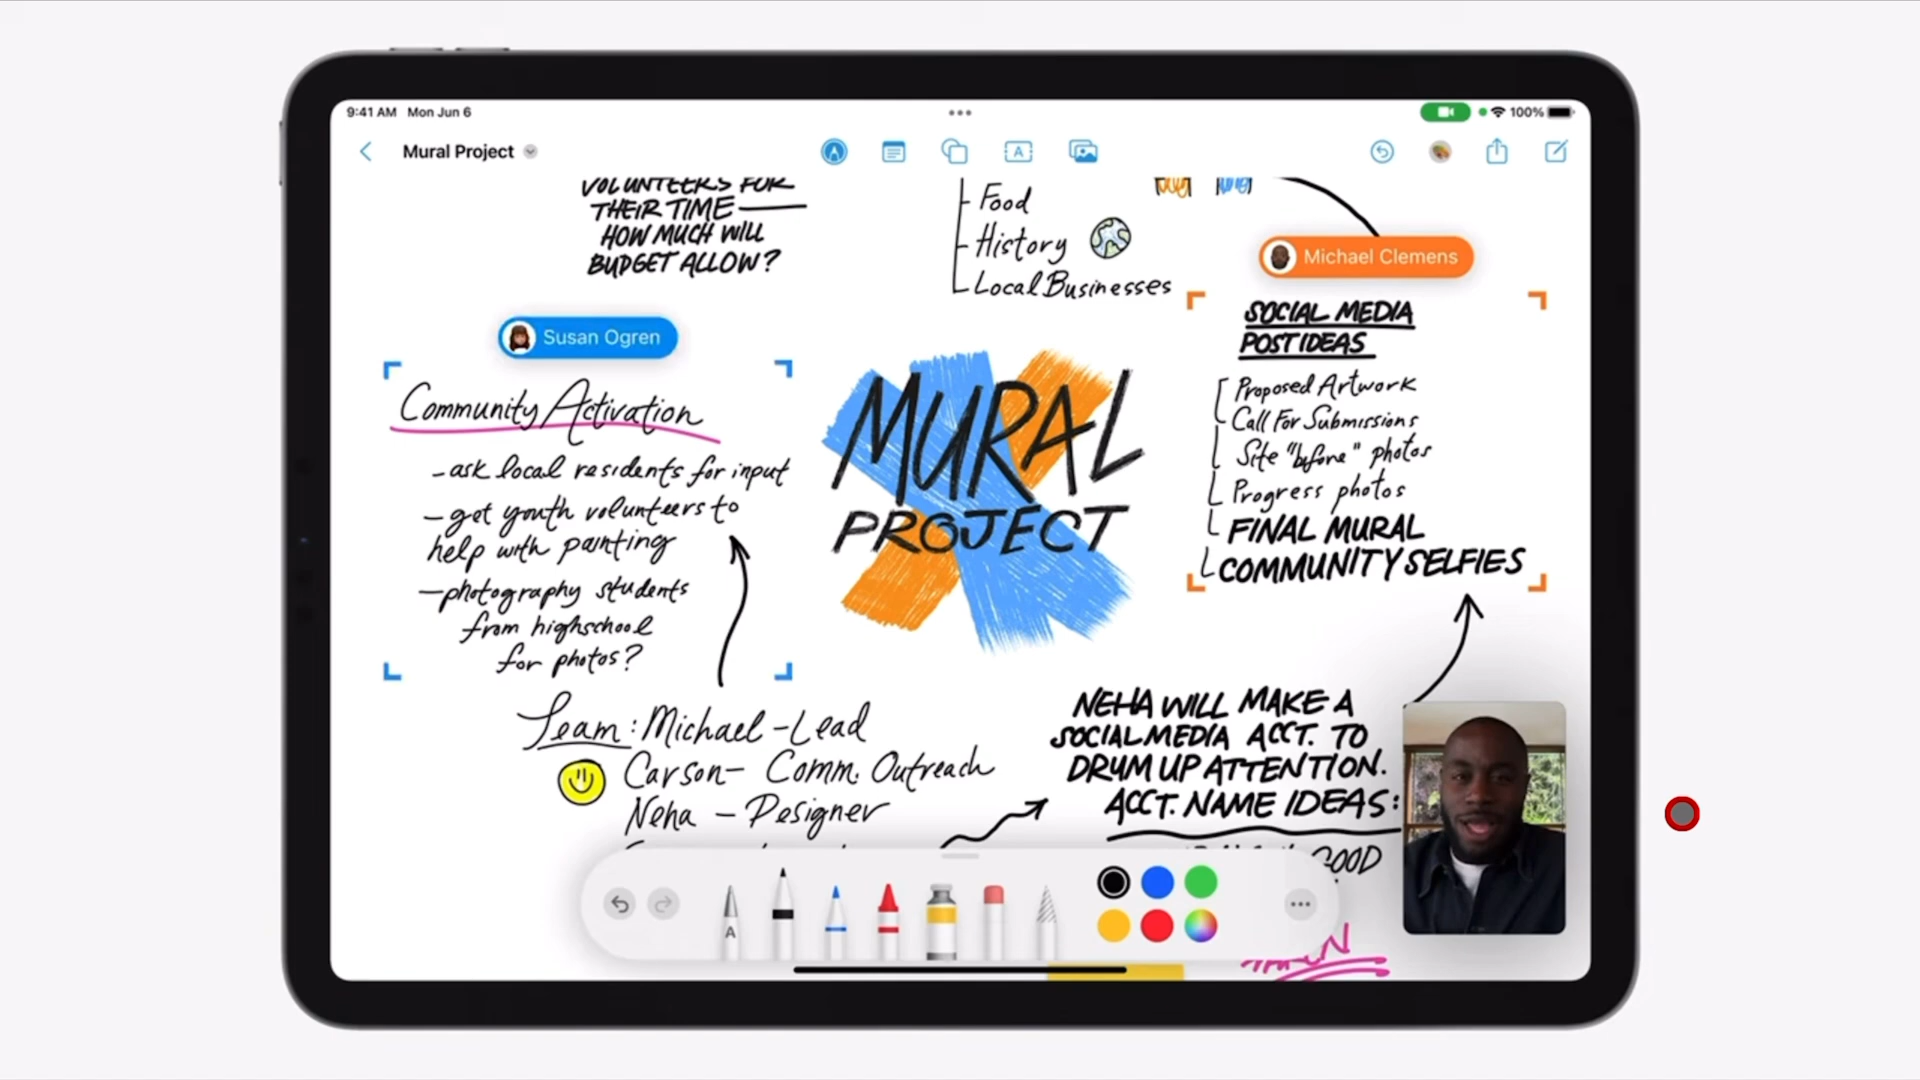 9:41 AM Mon Jun 6
100%
Mural Project
A
VOLUNTEERS FOR
THEIR TIME —
HOW MUCH WILL
BUDGET ALLOW?
Food
History
Local Businesses
Michael Clemens
SOCIAL MEDIA
POST IDEAS
Proposed Artwork
Call For Submissions
Site "before" photos
Progress photos
FINAL MURAL
COMMUNITY SELFIES
Susan Ogren
Community Activation
- ask local residents for input
- get youth volunteers to
help with painting
- photography students
from highschool
for photos?
MURAL
PROJECT
Team: Michael - Lead
Carson - Comm. Outreach
Neha - Designer
NEHA WILL MAKE A
SOCIAL MEDIA ACCT. TO
DRUM UP ATTENTION.
ACCT. NAME IDEAS:
GOOD
A